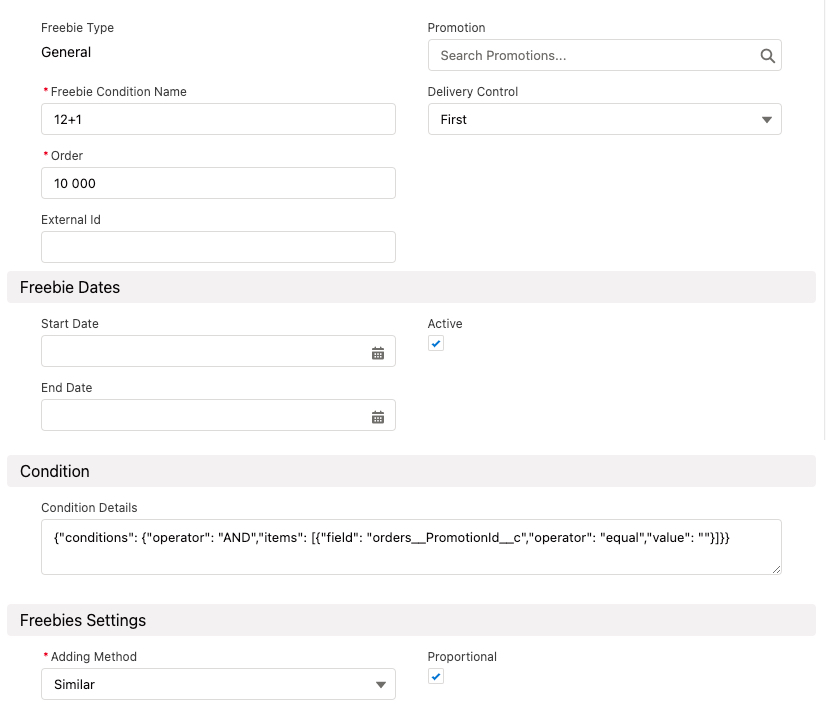 Freebie Type
General
Promotion
Search Promotions...
* Freebie Condition Name
12+1
Delivery Control
First
* Order
10 000
External Id
Freebie Dates
Start Date
Active
End Date
Condition
Condition Details
{"conditions": {"operator": "AND","items": [{"field": "orders__PromotionId__c","operator": "equal","value": ""}]}}
Freebies Settings
* Adding Method
Similar
Proportional